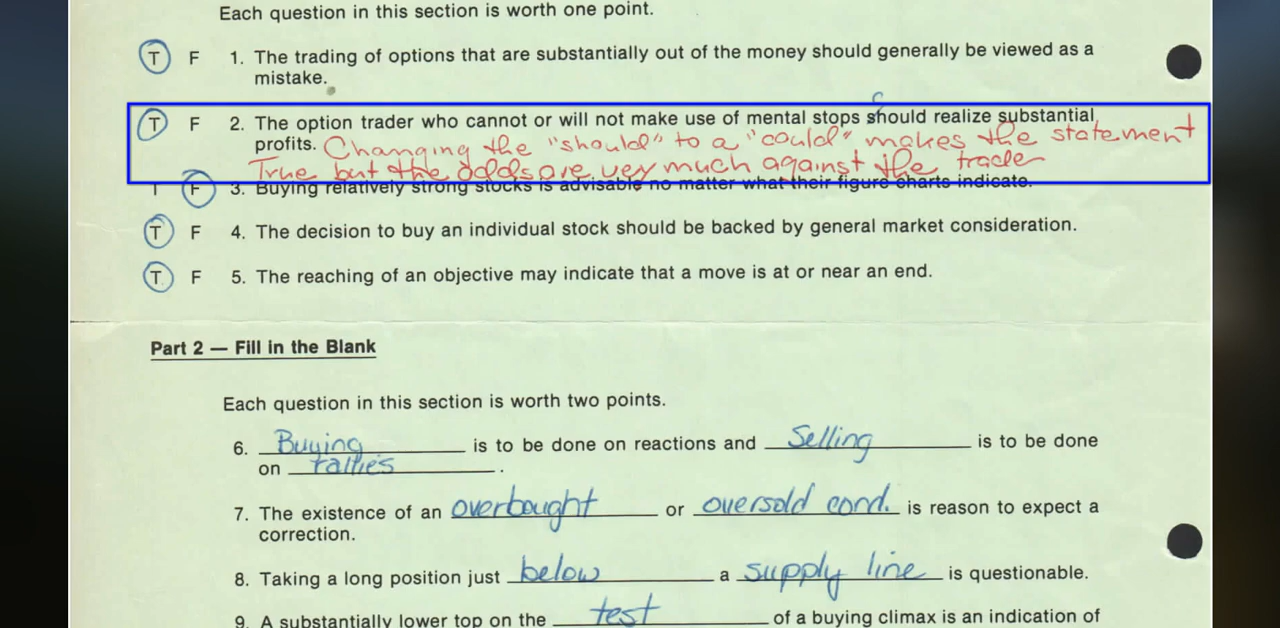 Each question in this section is worth one point.
T F 1. The trading of options that are substantially out of the money should generally be viewed as a
mistake.
c
T F 2. The option trader who cannot or will not make use of mental stops should realize substantial
profits. Changing the "should" to a "could" makes the statement
True but the odds are very much against the trader
T F 3. Buying relatively strong stocks is advisable no matter what their figure charts indicate.
T F 4. The decision to buy an individual stock should be backed by general market consideration.
T F 5. The reaching of an objective may indicate that a move is at or near an end.
Part 2 — Fill in the Blank
Each question in this section is worth two points.
6. Buying is to be done on reactions and Selling is to be done
on rallies .
7. The existence of an overbought or oversold cond. is reason to expect a
correction.
8. Taking a long position just below a supply line is questionable.
9. A substantially lower top on the test of a buying climax is an indication of